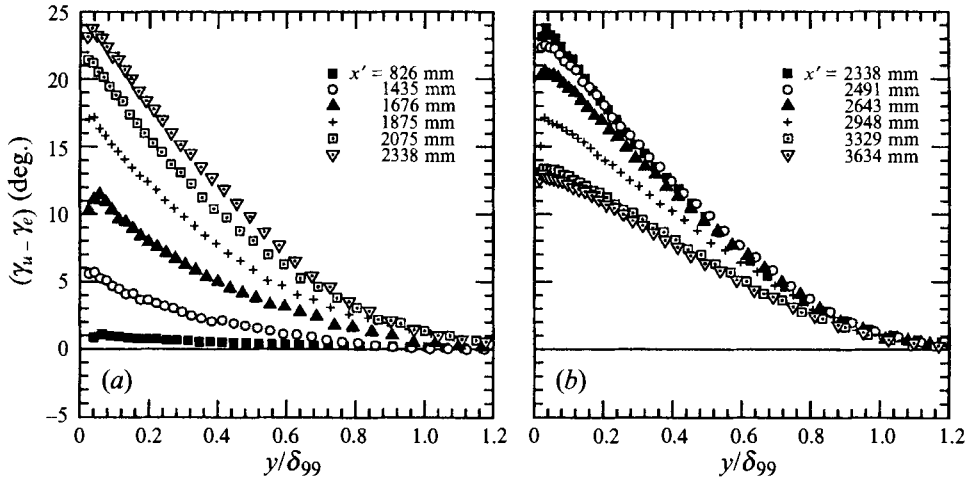 25
20
15
10
5
0
−5
(γu − γe) (deg.)
x' = 826 mm
1435 mm
1676 mm
1875 mm
2075 mm
2338 mm
(a)
0 0.2 0.4 0.6 0.8 1.0 1.2
y/δ99
x' = 2338 mm
2491 mm
2643 mm
2948 mm
3329 mm
3634 mm
(b)
0 0.2 0.4 0.6 0.8 1.0 1.2
y/δ99